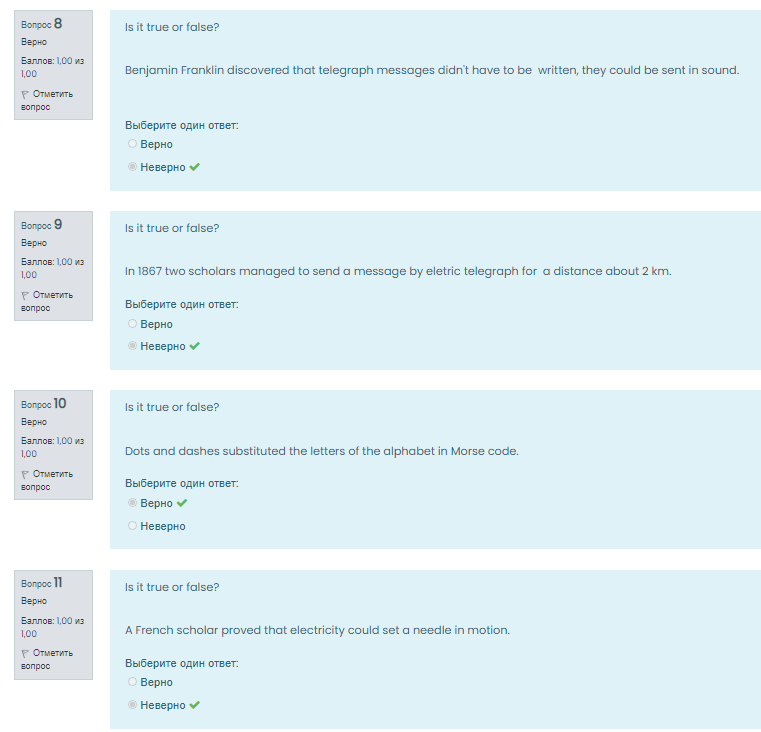 Вопрос 8
Верно
Баллов: 1,00 из
1,00
Отметить
вопрос
Is it true or false?
Benjamin Franklin discovered that telegraph messages didn't have to be written, they could be sent in sound.
Выберите один ответ:
Верно
Неверно
Вопрос 9
Верно
Баллов: 1,00 из
1,00
Отметить
вопрос
Is it true or false?
In 1867 two scholars managed to send a message by eletric telegraph for a distance about 2 km.
Выберите один ответ:
Верно
Неверно
Вопрос 10
Верно
Баллов: 1,00 из
1,00
Отметить
вопрос
Is it true or false?
Dots and dashes substituted the letters of the alphabet in Morse code.
Выберите один ответ:
Верно
Неверно
Вопрос 11
Верно
Баллов: 1,00 из
1,00
Отметить
вопрос
Is it true or false?
A French scholar proved that electricity could set a needle in motion.
Выберите один ответ:
Верно
Неверно